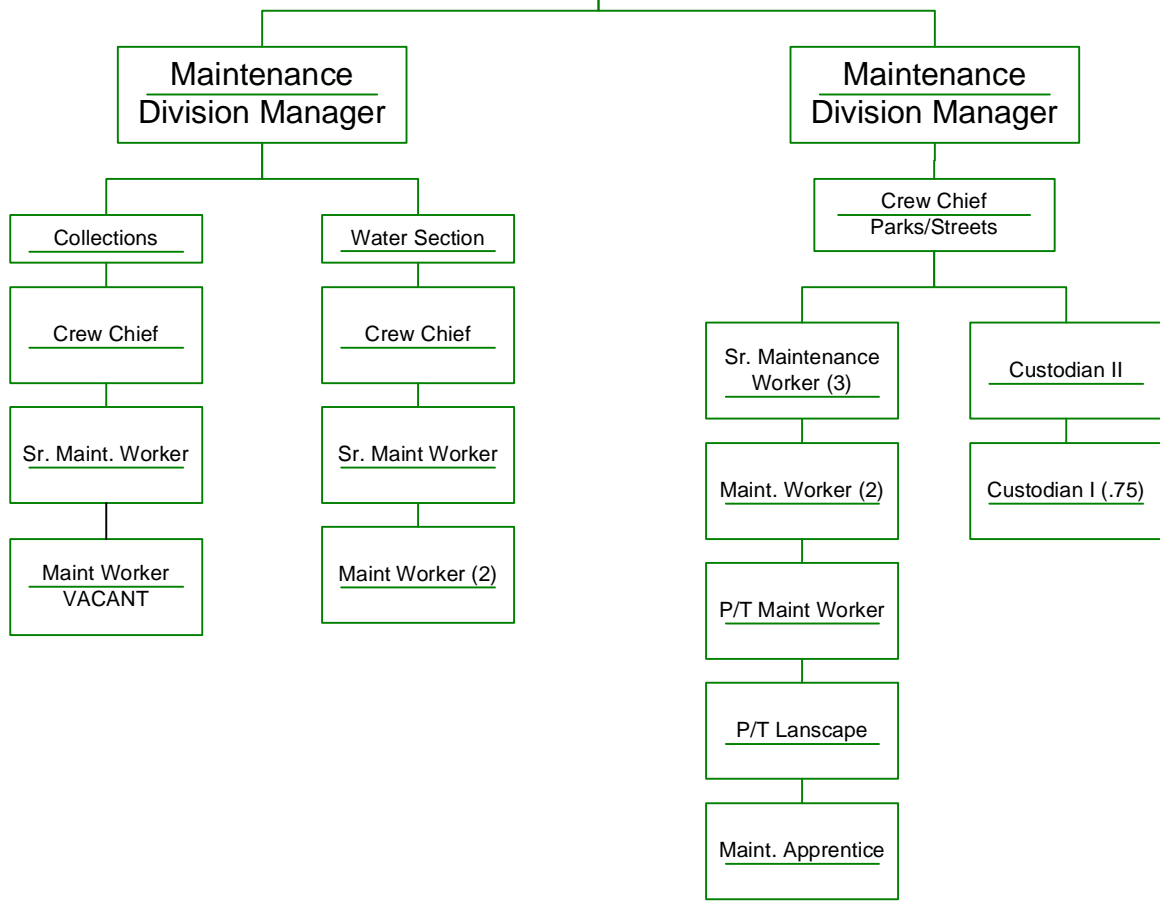 Maintenance
Division Manager
Maintenance
Division Manager
Crew Chief
Parks/Streets
Collections
Water Section
Crew Chief
Crew Chief
Sr. Maintenance
Worker (3)
Custodian II
Sr. Maint. Worker
Sr. Maint Worker
Maint. Worker (2)
Custodian I (.75)
Maint Worker
VACANT
Maint Worker (2)
P/T Maint Worker
P/T Lanscape
Maint. Apprentice